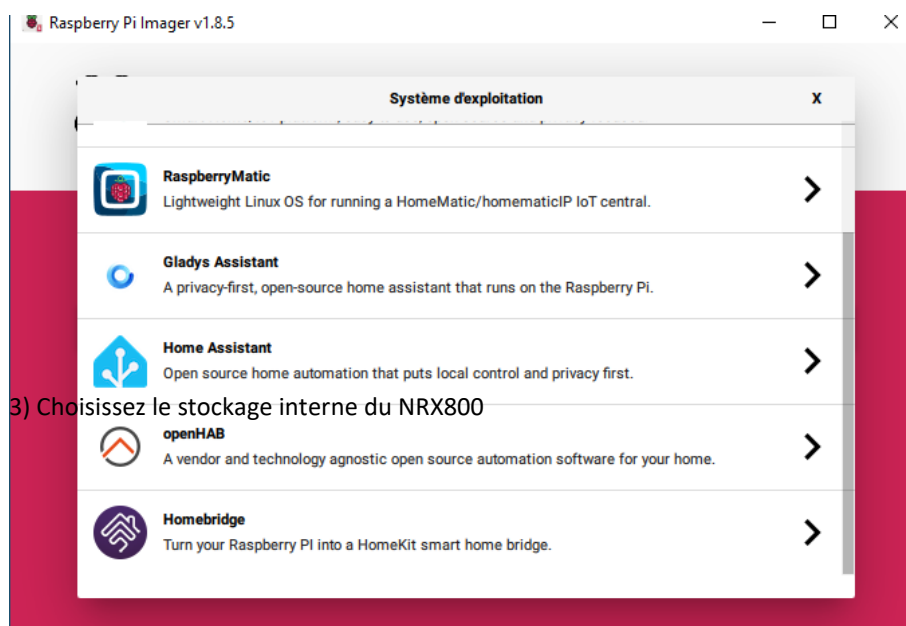 Raspberry Pi Imager v1.8.5
Système d'exploitation
X
RaspberryMatic
Lightweight Linux OS for running a HomeMatic/homematicIP IoT central.
Gladys Assistant
A privacy-first, open-source home assistant that runs on the Raspberry Pi.
Home Assistant
Open source home automation that puts local control and privacy first.
3) Choisissez le stockage interne du NRX800
openHAB
A vendor and technology agnostic open source automation software for your home.
Homebridge
Turn your Raspberry PI into a HomeKit smart home bridge.